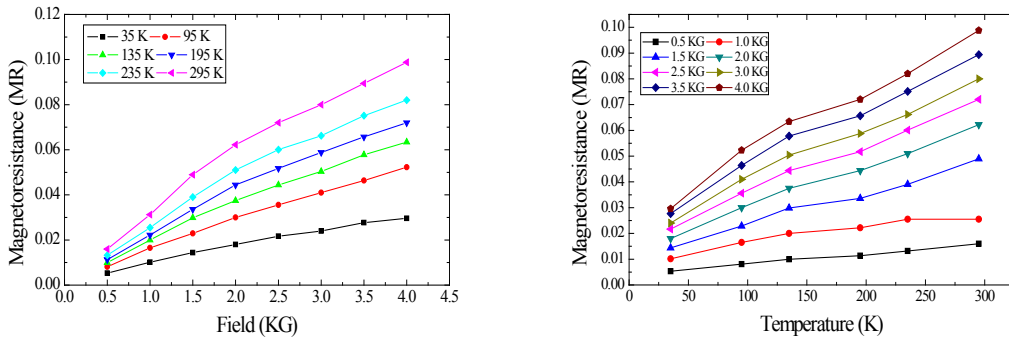 0.12
0.10
0.08
0.06
0.04
0.02
0.00
Magnetoresistance (MR)
35 K 95 K
135 K 195 K
235 K 295 K
0.0 0.5 1.0 1.5 2.0 2.5 3.0 3.5 4.0 4.5
Field (KG)
0.10
0.09
0.08
0.07
0.06
0.05
0.04
0.03
0.02
0.01
0.00
Magnetoresistance (MR)
0.5 KG 1.0 KG
1.5 KG 2.0 KG
2.5 KG 3.0 KG
3.5 KG 4.0 KG
0 50 100 150 200 250 300
Temperature (K)